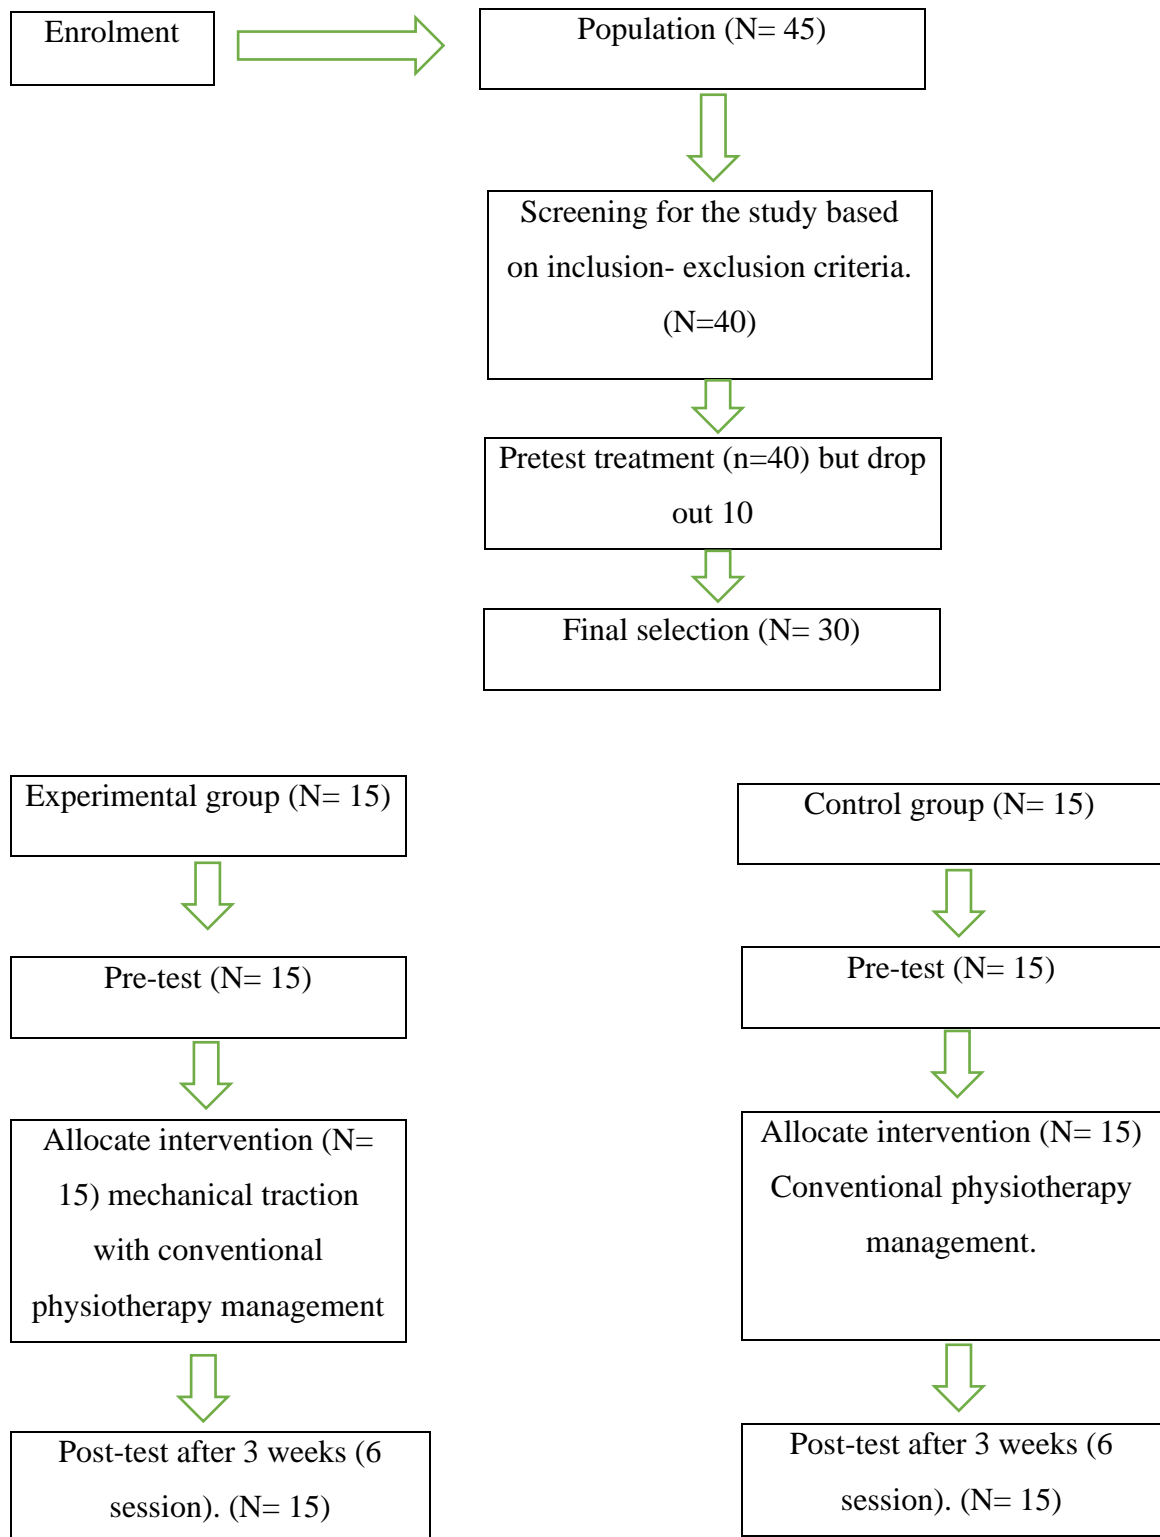 Enrolment
Population (N= 45)
Screening for the study based
on inclusion- exclusion criteria.
(N=40)
Pretest treatment (n=40) but drop
out 10
Final selection (N= 30)
Experimental group (N= 15)
Control group (N= 15)
Pre-test (N= 15)
Pre-test (N= 15)
Allocate intervention (N=
15) mechanical traction
with conventional
physiotherapy management
Allocate intervention (N= 15)
Conventional physiotherapy
management.
Post-test after 3 weeks (6
session). (N= 15)
Post-test after 3 weeks (6
session). (N= 15)